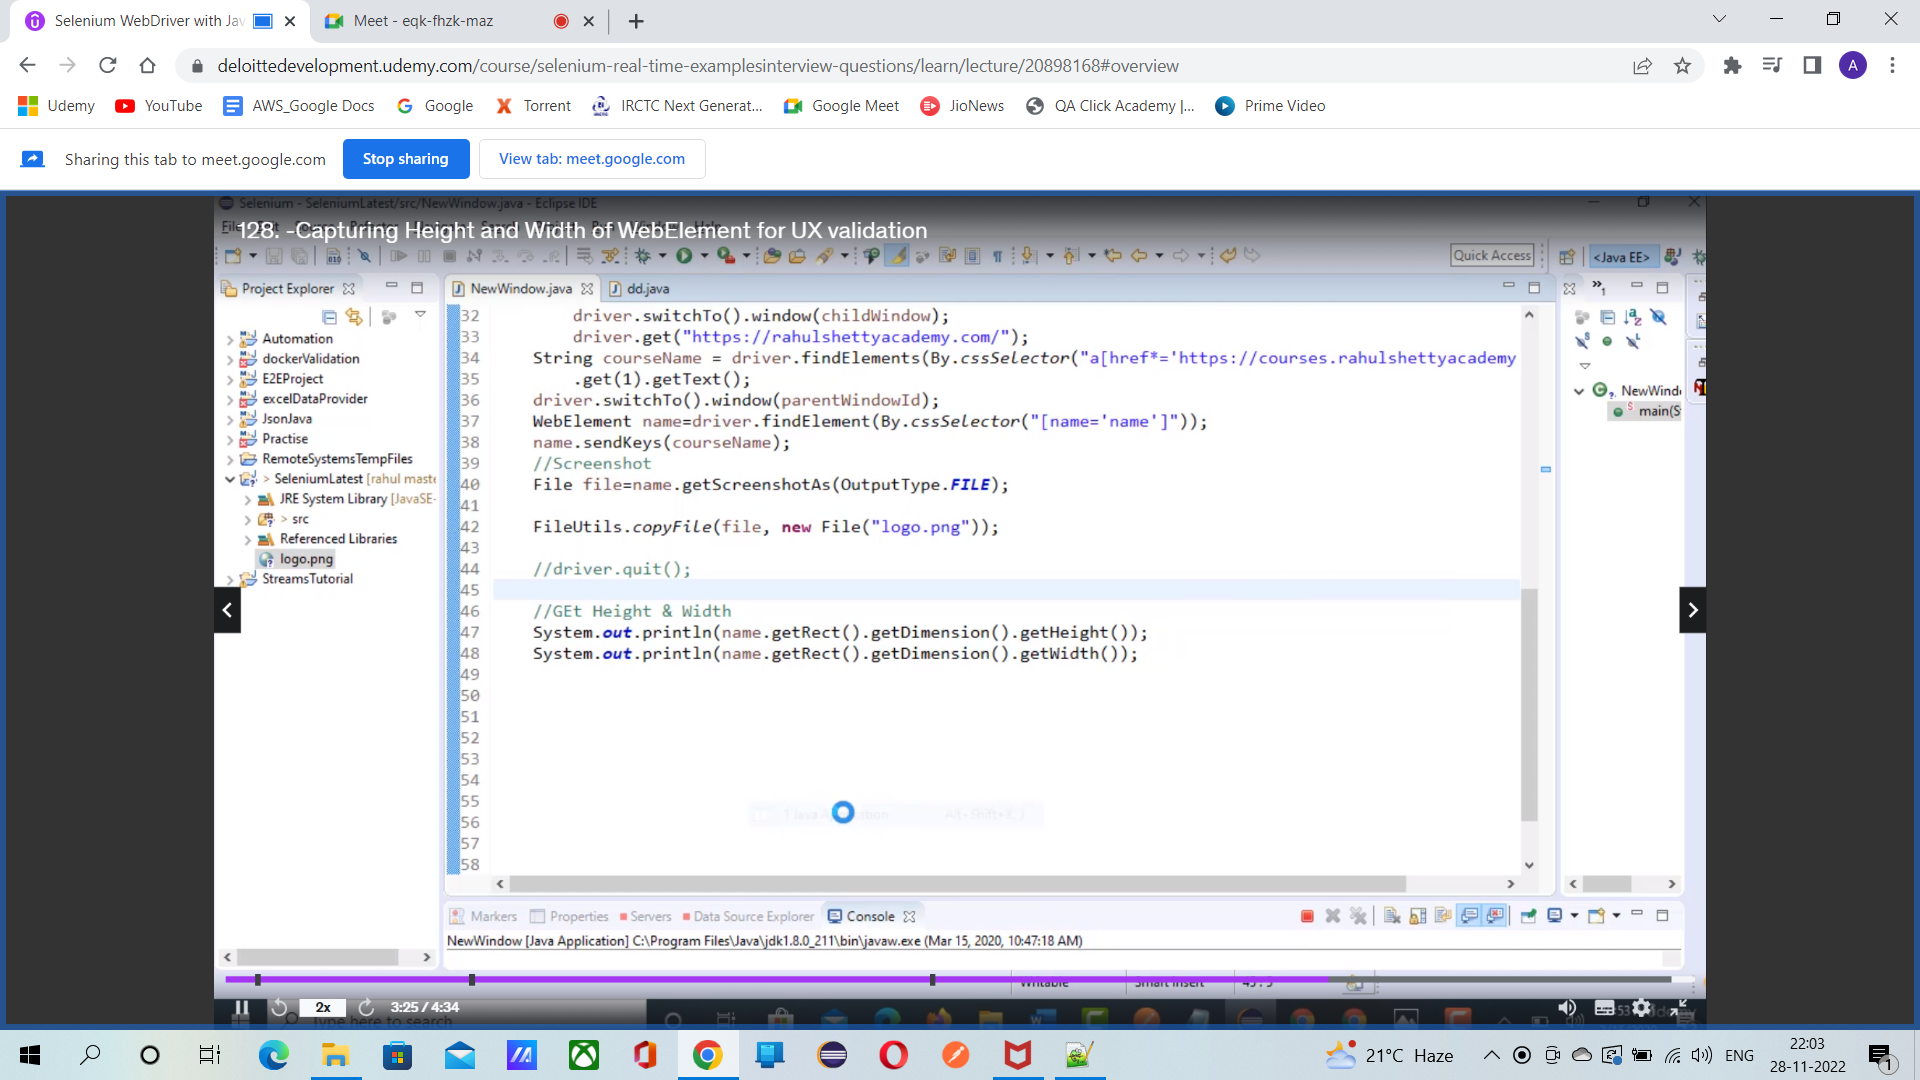 Selenium WebDriver with Jav
Meet - eqk-fhzk-maz
deloittedevelopment.udemy.com/course/selenium-real-time-examplesinterview-questions/learn/lecture/20898168#overview
A
Udemy
YouTube
AWS_Google Docs
Google
Torrent
IRCTC Next Generat...
Google Meet
JioNews
QA Click Academy |...
Prime Video
Sharing this tab to meet.google.com
Stop sharing
View tab: meet.google.com
Selenium - SeleniumLatest/src/NewWindow.java - Eclipse IDE
128. -Capturing Height and Width of WebElement for UX validation
Quick Access
<Java EE>
Project Explorer
NewWindow.java
dd.java
Automation
dockerValidation
E2EProject
excelDataProvider
JsonJava
Practise
RemoteSystemsTempFiles
> SeleniumLatest [rahul maste
JRE System Library [JavaSE-
> src
Referenced Libraries
logo.png
StreamsTutorial
32 driver.switchTo().window(childWindow);
33 driver.get("https://rahulshettyacademy.com/");
34 String courseName = driver.findElements(By.cssSelector("a[href*='https://courses.rahulshettyacademy
35 .get(1).getText();
36 driver.switchTo().window(parentWindowId);
37 WebElement name=driver.findElement(By.cssSelector("[name='name']"));
38 name.sendKeys(courseName);
39 //Screenshot
40 File file=name.getScreenshotAs(OutputType.FILE);
41
42 FileUtils.copyFile(file, new File("logo.png"));
43
44 //driver.quit();
45
46 //GEt Height & Width
47 System.out.println(name.getRect().getDimension().getHeight());
48 System.out.println(name.getRect().getDimension().getWidth());
49
50
51
52
53
54
55
56
57
58
NewWind
main(S
Markers
Properties
Servers
Data Source Explorer
Console
NewWindow [Java Application] C:\Program Files\Java\jdk1.8.0_211\bin\javaw.exe (Mar 15, 2020, 10:47:18 AM)
Writable
Smart Insert
2x
3:25 / 4:34
Type here to search
21°C Haze
ENG
22:03
28-11-2022
1